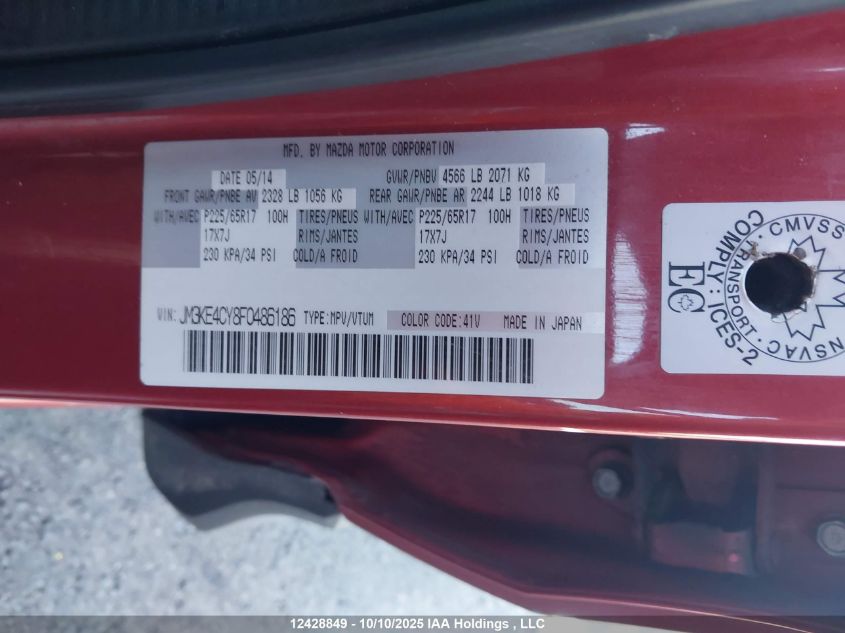 MFD. BY MAZDA MOTOR CORPORATION
DATE 05/14 GVWR/PNBV 4566 LB 2071 KG
FRONT GAWR/PNBE AV 2328 LB 1056 KG REAR GAWR/PNBE AR 2244 LB 1018 KG
WITH/AVEC P225/65R17 100H TIRES/PNEUS WITH/AVEC P225/65R17 100H TIRES/PNEUS
17X7J RIMS/JANTES 17X7J RIMS/JANTES
230 KPA/34 PSI COLD/A FROID 230 KPA/34 PSI COLD/A FROID
VIN: JM3KE4CY8F0486186 TYPE:MPV/VTUM COLOR CODE:41V MADE IN JAPAN
COMPLY: ICES-2
EC
TRANSPORT
CMVSS
NSVAC
12428849 - 10/10/2025 IAA Holdings , LLC